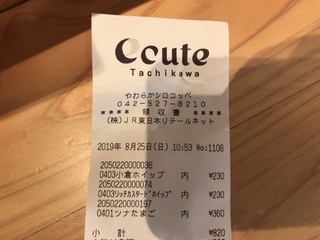 ecute
Tachikawa
やわらかシロコッペ
042-527-8210
**** 領収書 ****
(株)JR東日本リテールネット
2019年 8月25日(日) 10:53 No:1106
2050220000036
0403小倉ホイップ 内 ¥230
2050220000074
0403リッチカスタードホイップ 内 ¥230
2050220000197
0401ツナたまご 内 ¥360
小 計 ¥820